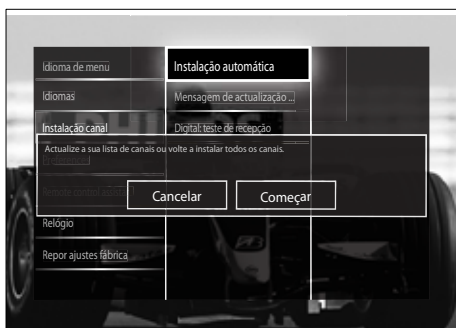 Idioma de menu
Instalação automática
Idiomas
Mensagem de actualização ...
Instalação canal
Digital: teste de recepção
Actualize a sua lista de canais ou volte a instalar todos os canais.
Preferences
Cancelar
Começar
Relógio
Repor ajustes fábrica